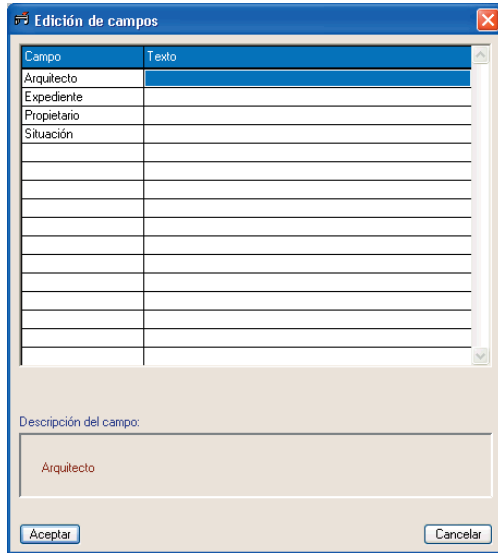 Edición de campos
Campo Texto
Arquitecto
Expediente
Propietario
Situación
Descripción del campo:
Arquitecto
Aceptar Cancelar